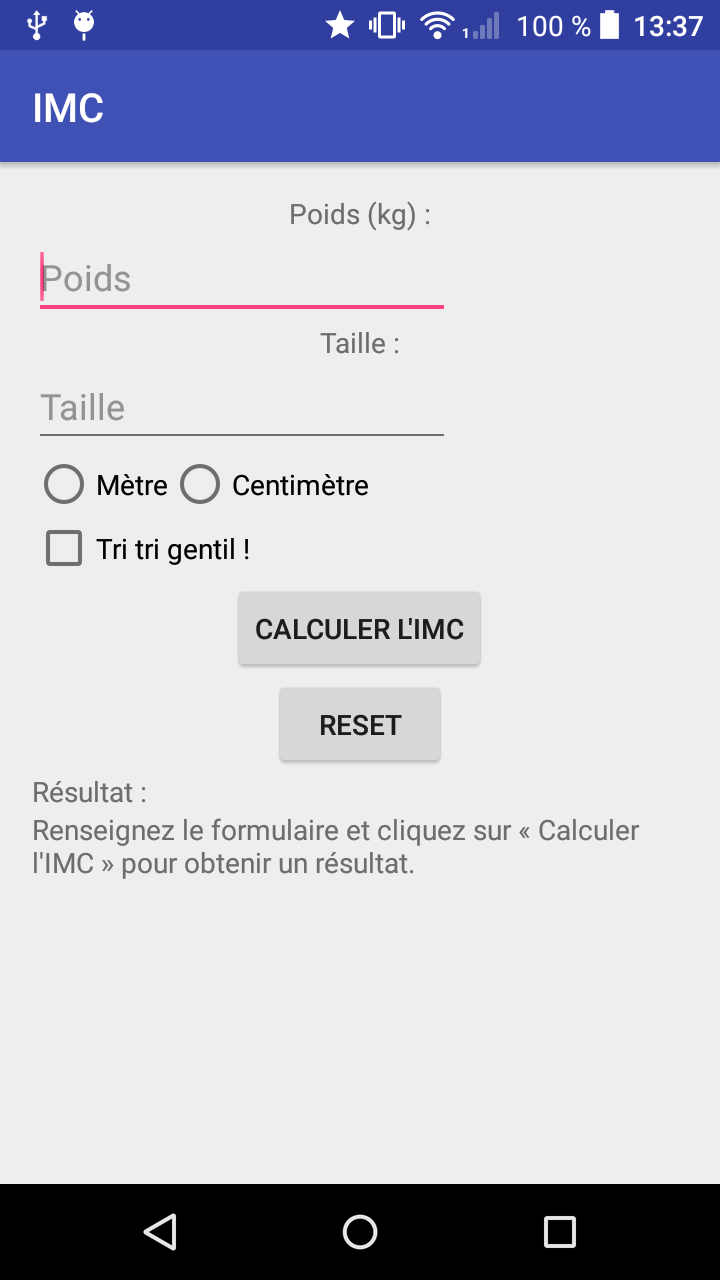 1 100 % 13:37
IMC
Poids (kg) :
Poids
Taille :
Taille
Mètre Centimètre
Tri tri gentil !
CALCULER L'IMC
RESET
Résultat :
Renseignez le formulaire et cliquez sur « Calculer
l'IMC » pour obtenir un résultat.